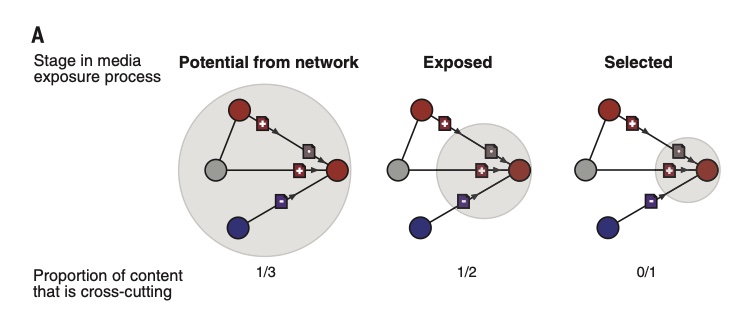 A
Stage in media
exposure process
Potential from network
Exposed
Selected
Proportion of content
that is cross-cutting
1/3
1/2
0/1